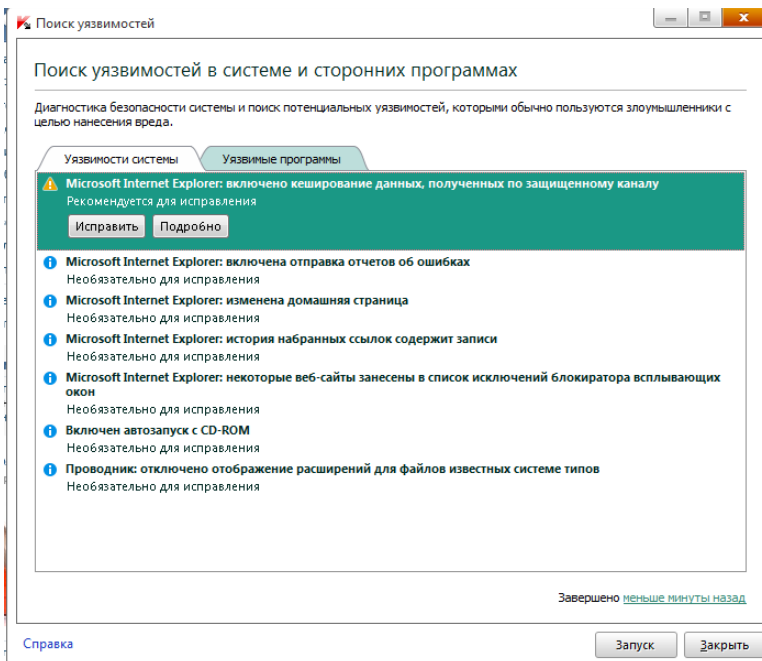 Поиск уязвимостей
Поиск уязвимостей в системе и сторонних программах
Диагностика безопасности системы и поиск потенциальных уязвимостей, которыми обычно пользуются злоумышленники с
целью нанесения вреда.
Уязвимости системы
Уязвимые программы
Microsoft Internet Explorer: включено кеширование данных, полученных по защищенному каналу
Рекомендуется для исправления
Исправить
Подробно
Microsoft Internet Explorer: включена отправка отчетов об ошибках
Необязательно для исправления
Microsoft Internet Explorer: изменена домашняя страница
Необязательно для исправления
Microsoft Internet Explorer: история набранных ссылок содержит записи
Необязательно для исправления
Microsoft Internet Explorer: некоторые веб-сайты занесены в список исключений блокиратора всплывающих
окон
Необязательно для исправления
Включен автозапуск с CD-ROM
Необязательно для исправления
Проводник: отключено отображение расширений для файлов известных системе типов
Необязательно для исправления
Завершено меньше минуты назад
Справка
Запуск
Закрыть